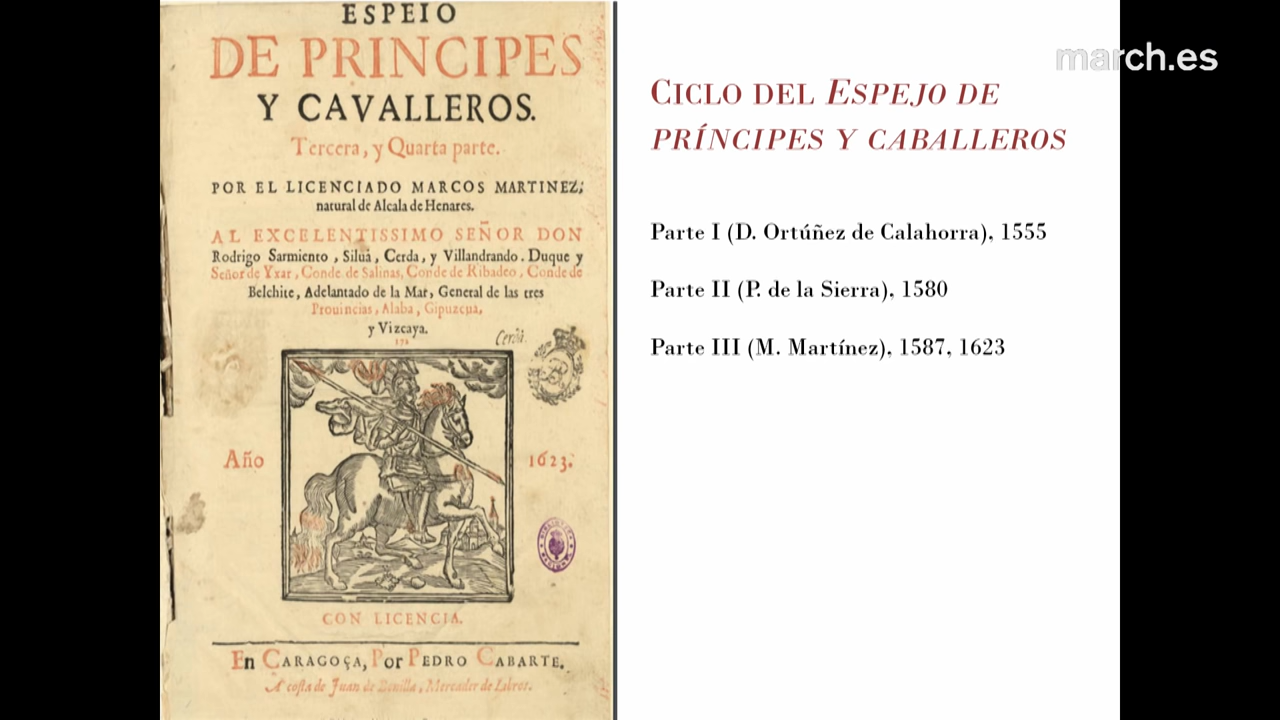 ESPEIO
DE PRINCIPES
Y CAVALLEROS.
Tercera, y Quarta parte.
POR EL LICENCIADO MARCOS MARTINEZ,
natural de Alcala de Henares.
AL EXCELENTISSIMO SEÑOR DON
Rodrigo Sarmiento, Siluà, Cerda, y Villandrando. Duque y
Señor de Yxar, Conde de Salinas, Conde de Ribadeo, Conde de
Belchite, Adelantado de la Mar, General de las tres
Prouincias, Alaba, Gipuzcua,
y Vizcaya.
Cerdá.
Año
1623.
CON LICENCIA.
En CARAGOÇA, Por PEDRO CABARTE.
A costa de Juan de Bonilla, Mercader de Libros.
march.es
CICLO DEL ESPEJO DE
PRÍNCIPES Y CABALLEROS
Parte I (D. Ortúñez de Calahorra), 1555
Parte II (P. de la Sierra), 1580
Parte III (M. Martínez), 1587, 1623